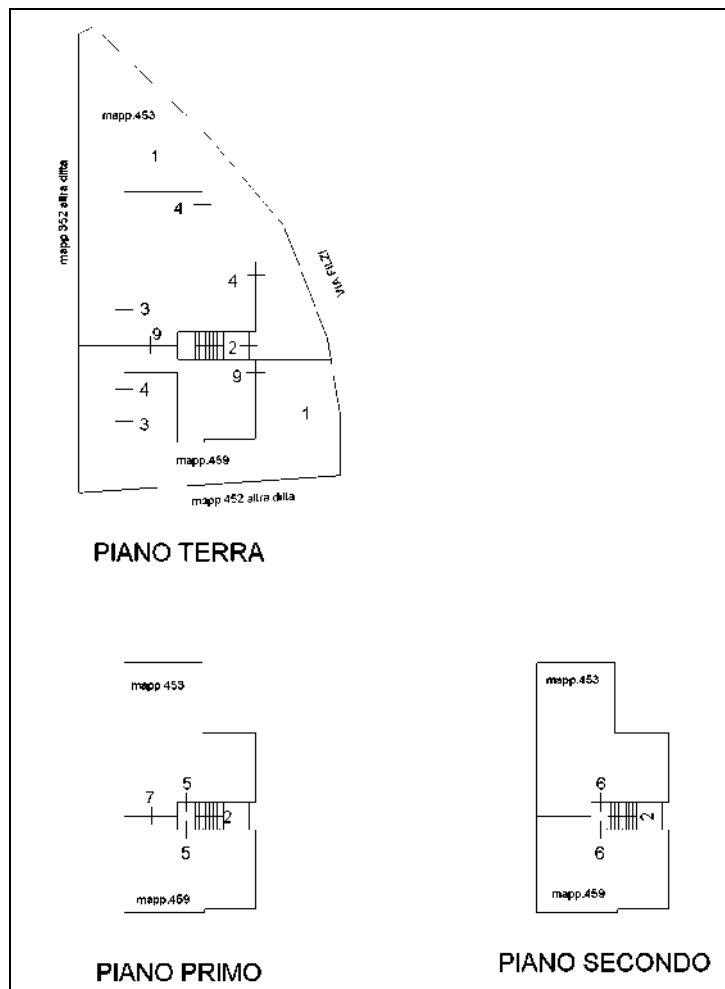 mapp.453
1
mapp 352 altra ditta
4
VIA FILZI
4
3
9
2
4
9
3
1
mapp.459
mapp 452 altra ditta
PIANO TERRA
mapp 453
mapp.453
5
7
2
5
mapp.459
6
2
6
mapp.459
PIANO PRIMO
PIANO SECONDO